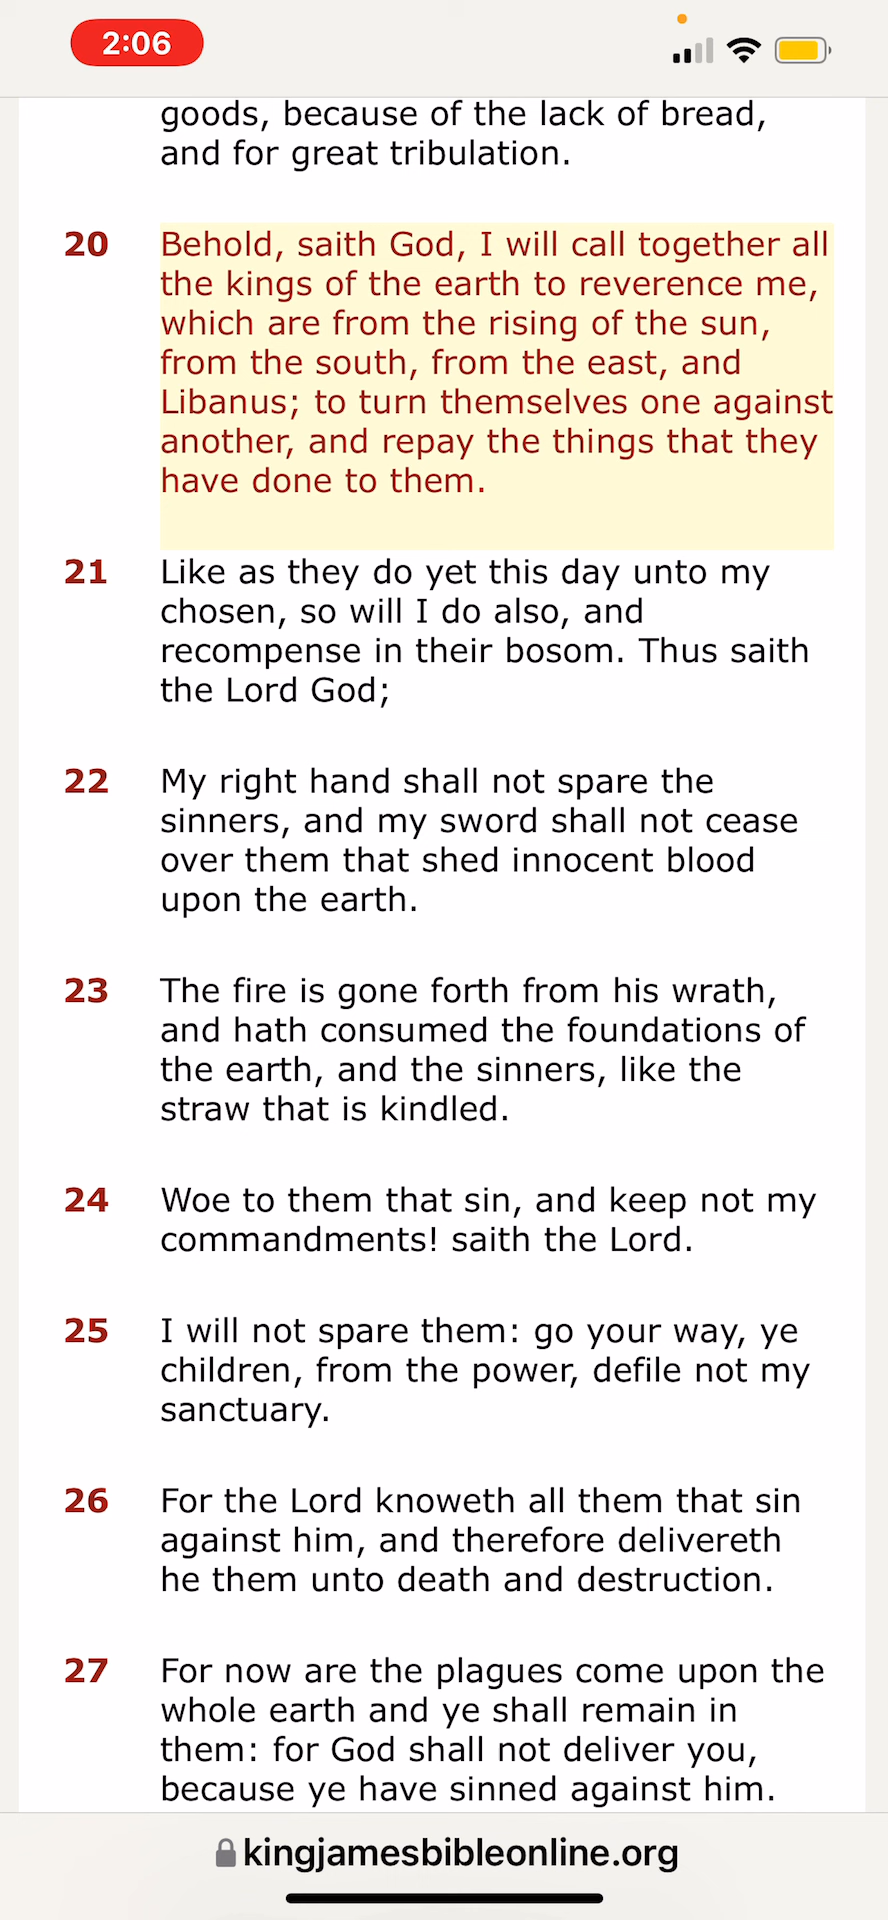 2:06
goods, because of the lack of bread,
and for great tribulation.
20 Behold, saith God, I will call together all
the kings of the earth to reverence me,
which are from the rising of the sun,
from the south, from the east, and
Libanus; to turn themselves one against
another, and repay the things that they
have done to them.
21 Like as they do yet this day unto my
chosen, so will I do also, and
recompense in their bosom. Thus saith
the Lord God;
22 My right hand shall not spare the
sinners, and my sword shall not cease
over them that shed innocent blood
upon the earth.
23 The fire is gone forth from his wrath,
and hath consumed the foundations of
the earth, and the sinners, like the
straw that is kindled.
24 Woe to them that sin, and keep not my
commandments! saith the Lord.
25 I will not spare them: go your way, ye
children, from the power, defile not my
sanctuary.
26 For the Lord knoweth all them that sin
against him, and therefore delivereth
he them unto death and destruction.
27 For now are the plagues come upon the
whole earth and ye shall remain in
them: for God shall not deliver you,
because ye have sinned against him.
kingjamesbibleonline.org